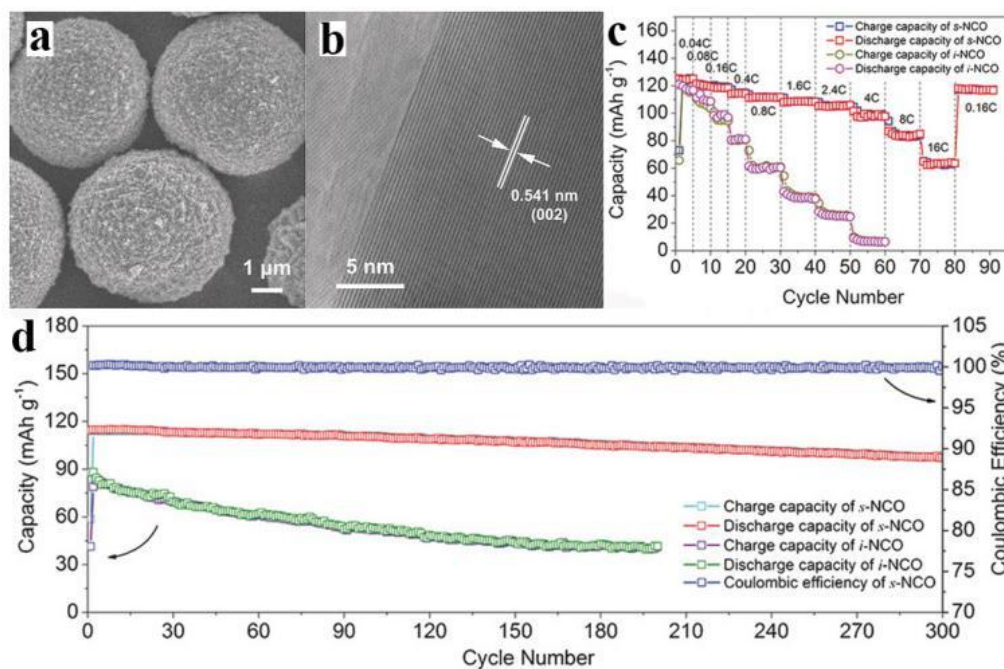 a
1 μm
b
0.541 nm
(002)
5 nm
c
Charge capacity of s-NCO
Discharge capacity of s-NCO
Charge capacity of i-NCO
Discharge capacity of i-NCO
0.04C
0.08C
0.16C
0.4C
0.8C
1.6C
2.4C
4C
8C
16C
0.16C
Capacity (mAh g⁻¹)
160
140
120
100
80
60
40
20
0
0 10 20 30 40 50 60 70 80 90
Cycle Number
d
Capacity (mAh g⁻¹)
180
150
120
90
60
30
0
Charge capacity of s-NCO
Discharge capacity of s-NCO
Charge capacity of i-NCO
Discharge capacity of i-NCO
Coulombic efficiency of s-NCO
105
100
95
90
85
80
75
70
Coulombic Efficiency (%)
0 30 60 90 120 150 180 210 240 270 300
Cycle Number